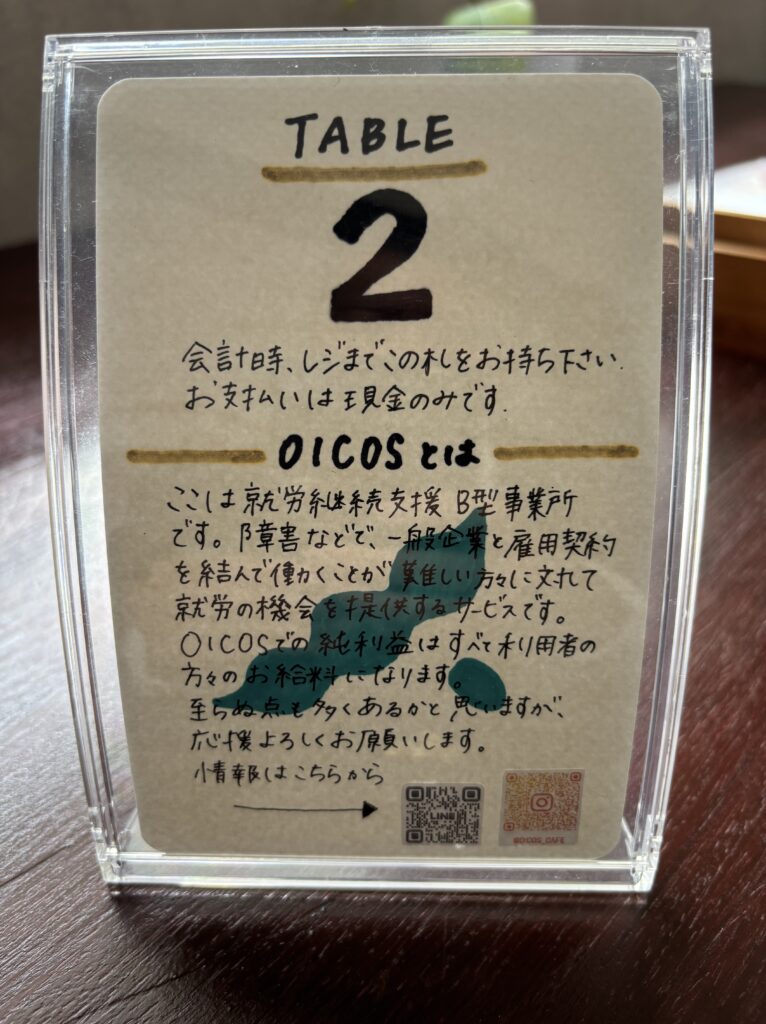 TABLE
2
会計時、レジまでこの札をお持ち下さい.
お支払いは現金のみです.
OICOSとは
ここは就労継続支援B型事業所
です。障害などで、一般企業と雇用契約
を結んで働くことが難しい方々に対して
就労の機会を提供するサービスです。
OICOSでの純利益はすべて利用者の
方々のお給料になります。
至らぬ点も多くあるかと思いますが、
応援よろしくお願いします。
情報はこちらから
LINE
@OICOS_CAFE